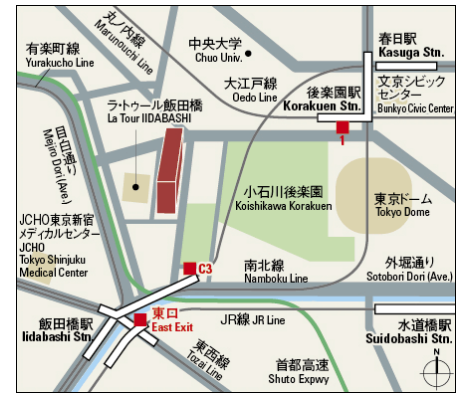 丸ノ内線
Marunouchi Line
有楽町線
Yurakucho Line
中央大学
Chuo Univ.
春日駅
Kasuga Stn.
大江戸線
Oedo Line
後楽園駅
Korakuen Stn.
文京シビック
センター
Bunkyo Civic Center
1
ラ・トゥール飯田橋
La Tour IIDABASHI
目白通り
Mejiro Dori (Ave.)
小石川後楽園
Koishikawa Korakuen
東京ドーム
Tokyo Dome
JCHO東京新宿
メディカルセンター
JCHO
Tokyo Shinjuku
Medical Center
C3
南北線
Namboku Line
外堀通り
Sotobori Dori (Ave.)
飯田橋駅
Iidabashi Stn.
東口
East Exit
JR線 JR Line
水道橋駅
Suidobashi Stn.
東西線
Tozai Line
首都高速
Shuto Expwy
N